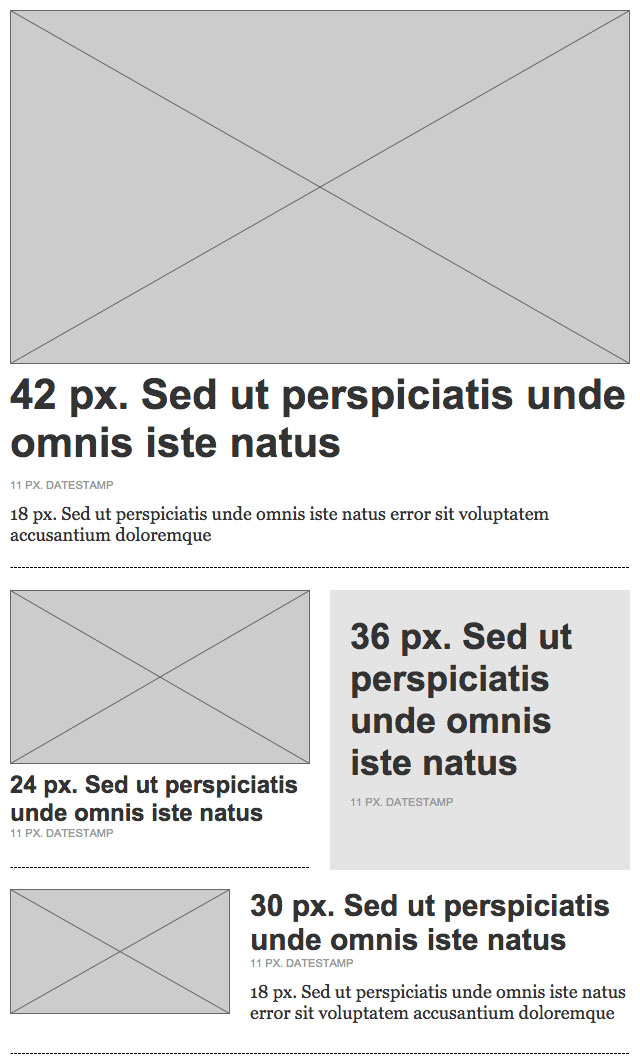 42 px. Sed ut perspiciatis unde
omnis iste natus
11 PX. DATESTAMP
18 px. Sed ut perspiciatis unde omnis iste natus error sit voluptatem
accusantium doloremque
24 px. Sed ut perspiciatis
unde omnis iste natus
11 PX. DATESTAMP
36 px. Sed ut
perspiciatis
unde omnis
iste natus
11 PX. DATESTAMP
30 px. Sed ut perspiciatis
unde omnis iste natus
11 PX. DATESTAMP
18 px. Sed ut perspiciatis unde omnis iste natus
error sit voluptatem accusantium doloremque